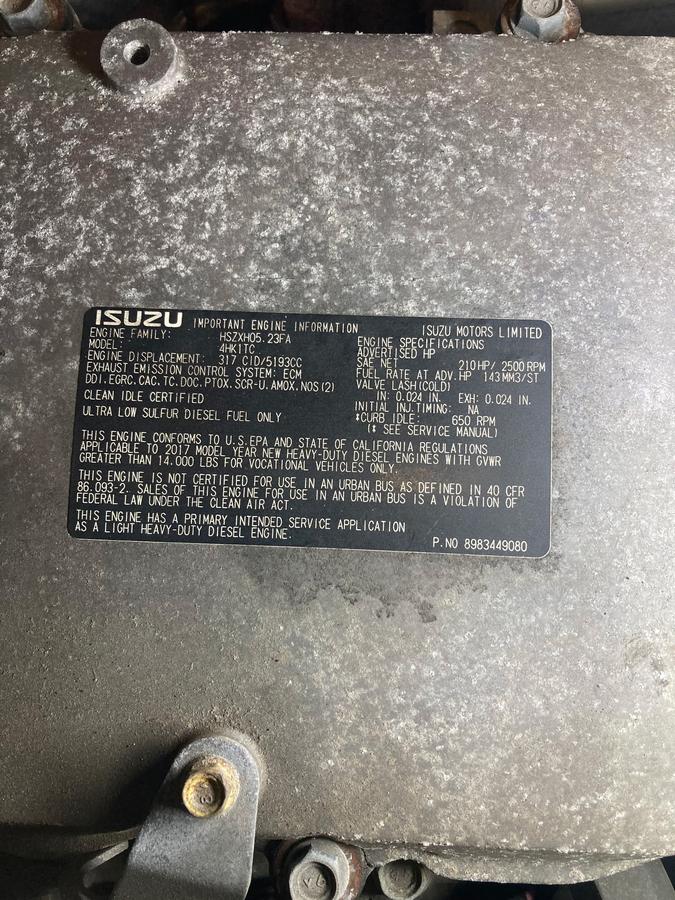 ISUZU IMPORTANT ENGINE INFORMATION ISUZU MOTORS LIMITED
ENGINE FAMILY: HSZXH05.23FA
MODEL: 4HK1TC
ENGINE DISPLACEMENT: 317 CID/5193CC
EXHAUST EMISSION CONTROL SYSTEM: ECM
DDI.EGRC.CAC.TC.DOC.PTOX.SCR-U.AMOX.NOS(2)
CLEAN IDLE CERTIFIED
ULTRA LOW SULFUR DIESEL FUEL ONLY
ENGINE SPECIFICATIONS
ADVERTISED HP
SAE NET 210HP/ 2500RPM
FUEL RATE AT ADV.HP 143MM3/ST
VALVE LASH(COLD)
IN: 0.024 IN. EXH: 0.024 IN.
INITIAL INJ.TIMING: NA
*CURB IDLE: 650 RPM
(* SEE SERVICE MANUAL)
THIS ENGINE CONFORMS TO U.S.EPA AND STATE OF CALIFORNIA REGULATIONS
APPLICABLE TO 2017 MODEL YEAR NEW HEAVY-DUTY DIESEL ENGINES WITH GVWR
GREATER THAN 14.000 LBS FOR VOCATIONAL VEHICLES ONLY.
THIS ENGINE IS NOT CERTIFIED FOR USE IN AN URBAN BUS AS DEFINED IN 40 CFR
86.093-2. SALES OF THIS ENGINE FOR USE IN AN URBAN BUS IS A VIOLATION OF
FEDERAL LAW UNDER THE CLEAN AIR ACT.
THIS ENGINE HAS A PRIMARY INTENDED SERVICE APPLICATION
AS A LIGHT HEAVY-DUTY DIESEL ENGINE.
P.NO 8983449080